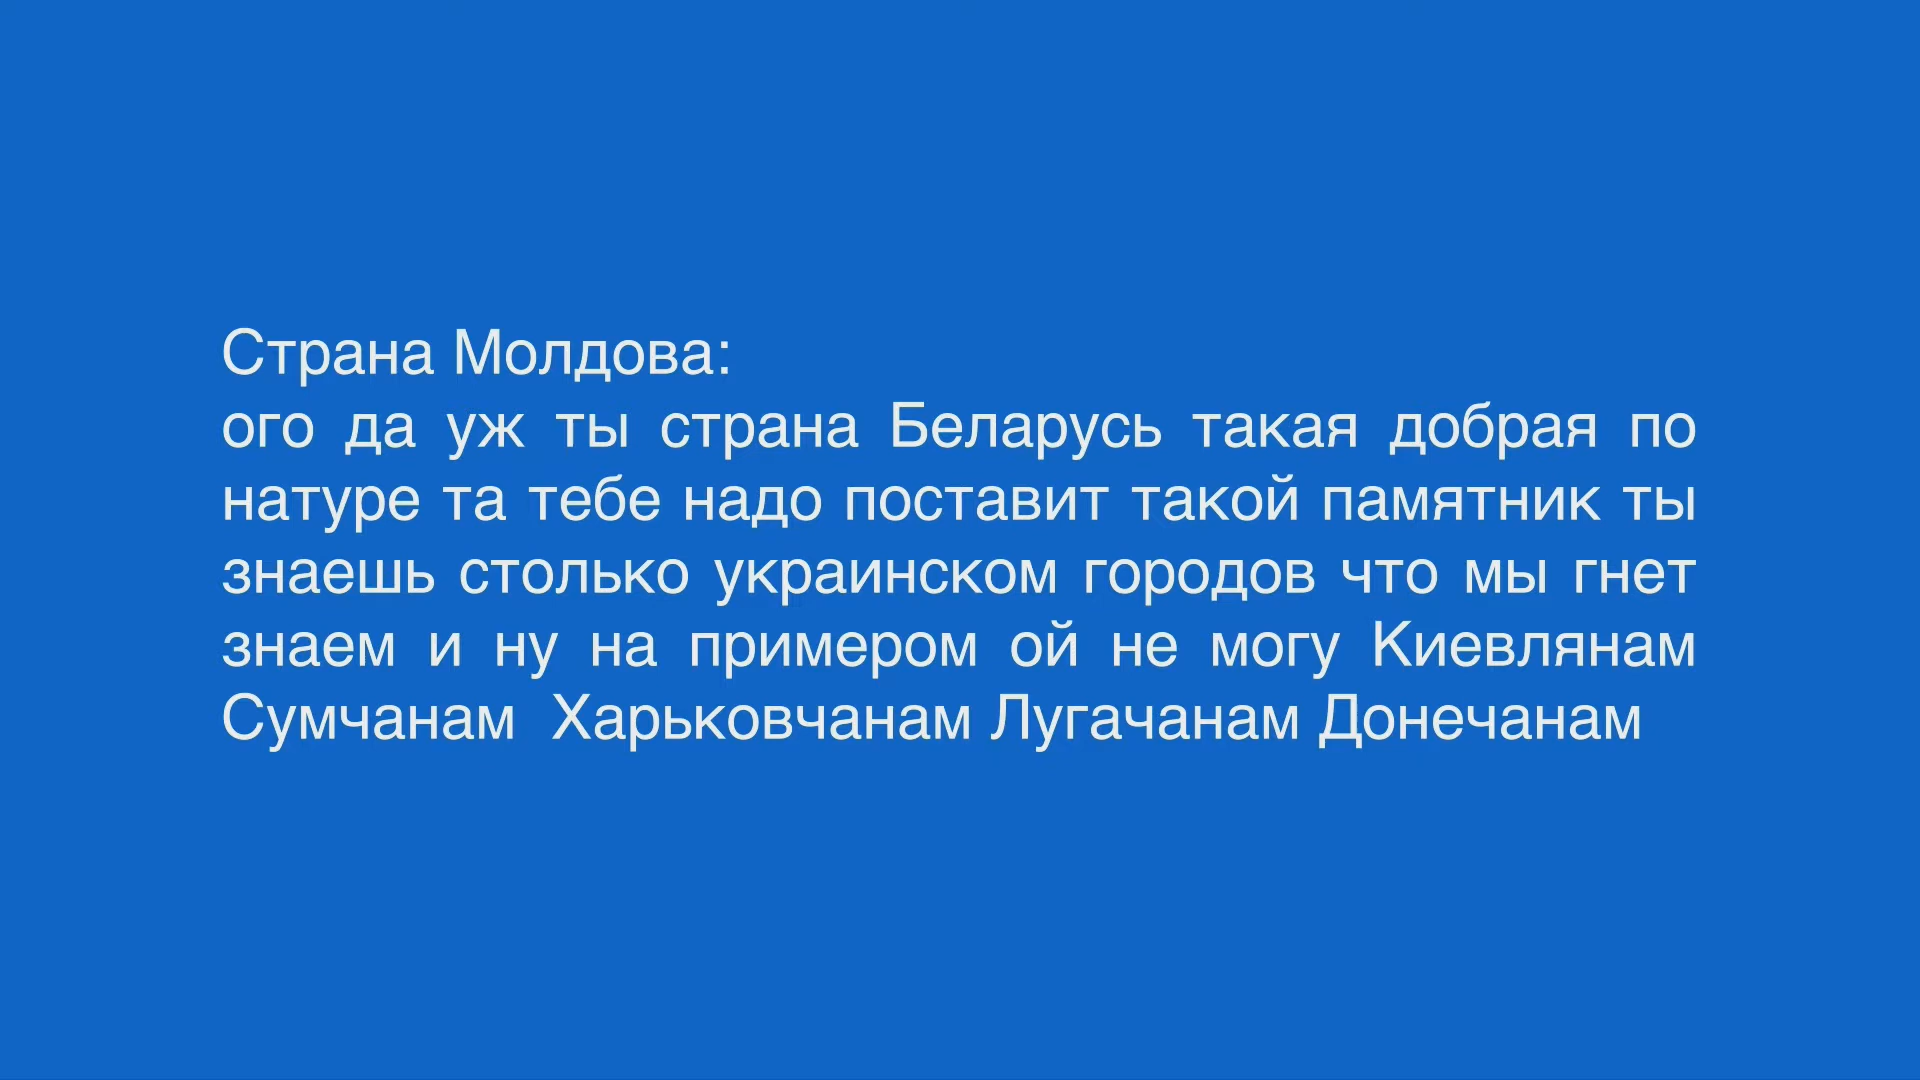 Страна Молдова:
ого да уж ты страна Беларусь такая добрая по
натуре та тебе надо поставит такой памятник ты
знаешь столько украинском городов что мы гнет
знаем и ну на примером ой не могу Киевлянам
Сумчанам  Харьковчанам Лугачанам Донечанам